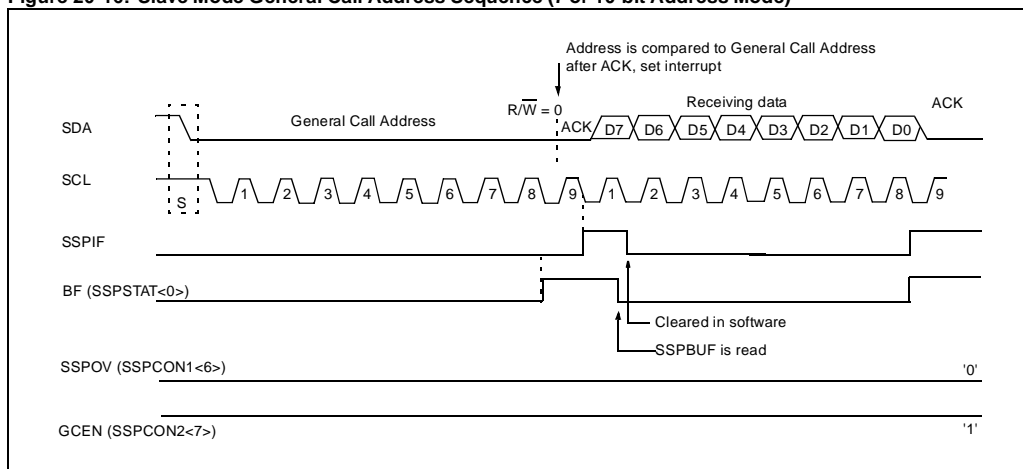 Figure 20-16: Slave Mode General Call Address Sequence (7 or 10-bit Address Mode)
Address is compared to General Call Address
after ACK, set interrupt
R/W = 0
Receiving data
ACK
SDA
General Call Address
ACK
D7 D6 D5 D4 D3 D2 D1 D0
SCL
S
1 2 3 4 5 6 7 8 9 1 2 3 4 5 6 7 8 9
SSPIF
BF (SSPSTAT<0>)
Cleared in software
SSPBUF is read
SSPOV (SSPCON1<6>)
'0'
GCEN (SSPCON2<7>)
'1'